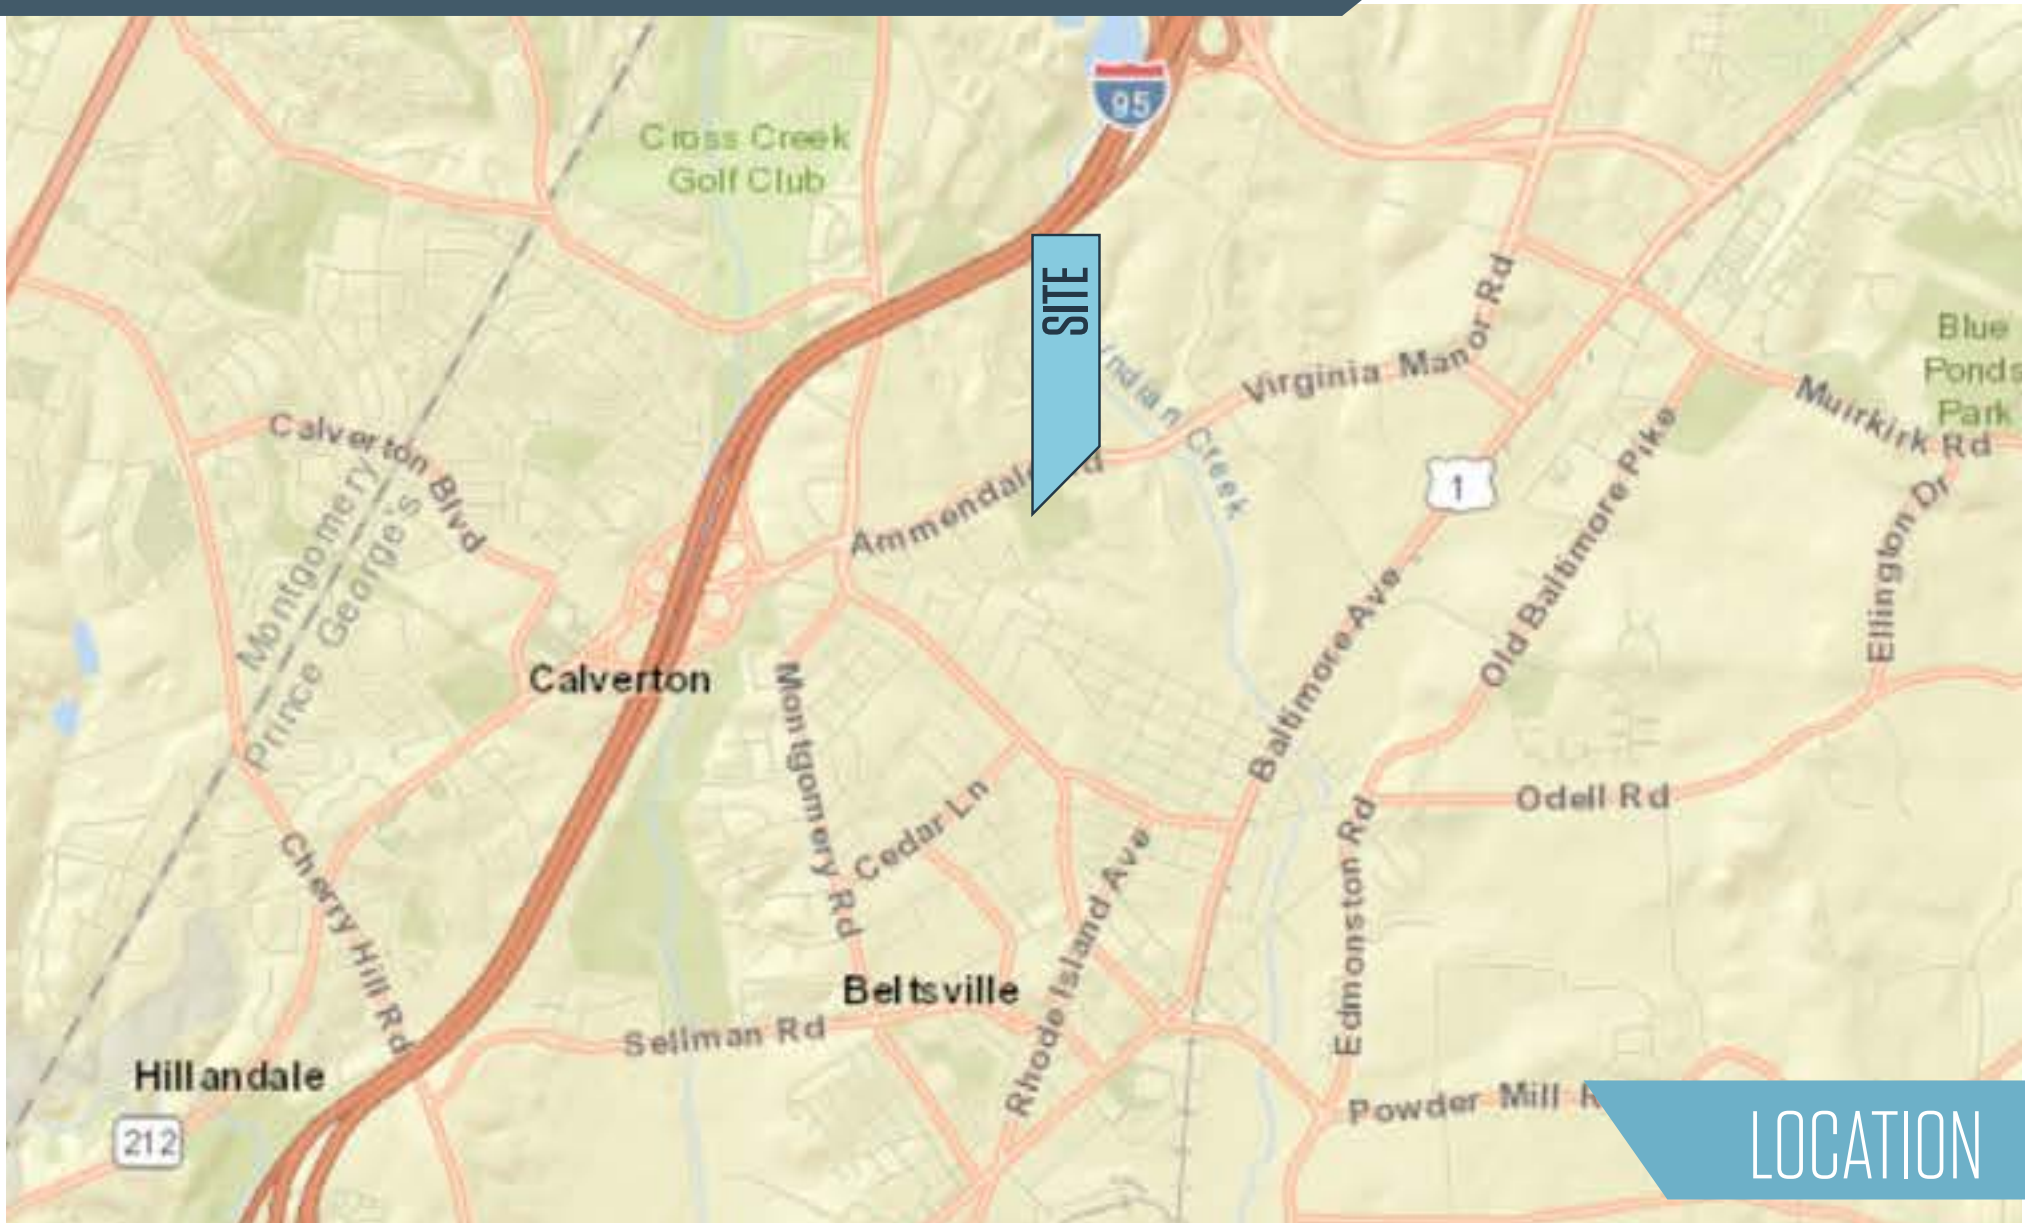 95
Cross Creek
Golf Club
SITE
Indian Creek
Virginia Manor Rd
Blue
Ponds
Park
Muirkirk Rd
Calverton Blvd
Montgomery
Prince George's
Ammendale Rd
1
Old Baltimore Pike
Ellington Dr
Baltimore Ave
Calverton
Montgomery Rd
Cedar Ln
Odell Rd
Cherry Hill Rd
Rhode Island Ave
Edmonston Rd
Beltsville
Sellman Rd
Hillandale
212
Powder Mill R
LOCATION